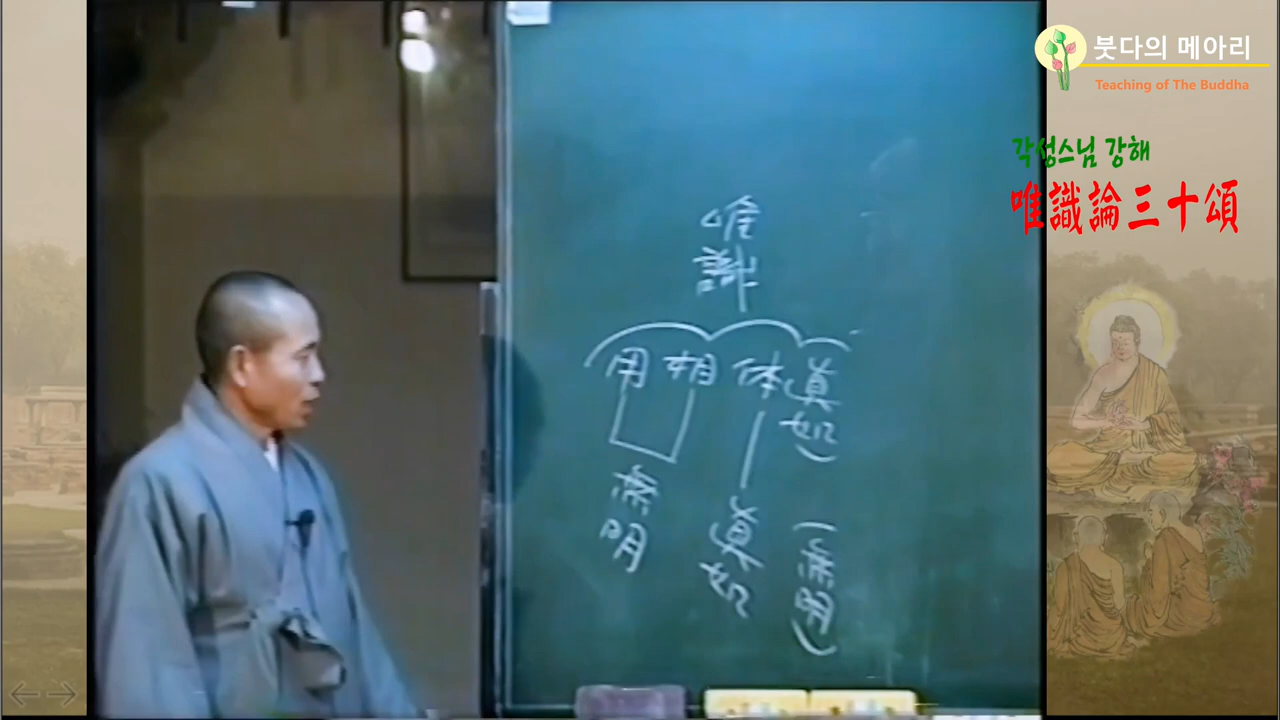 붓다의 메아리
Teaching of The Buddha
각성스님 강해
唯識論三十頌
唯識
用 相 体 真如
無明
真如
(無明)